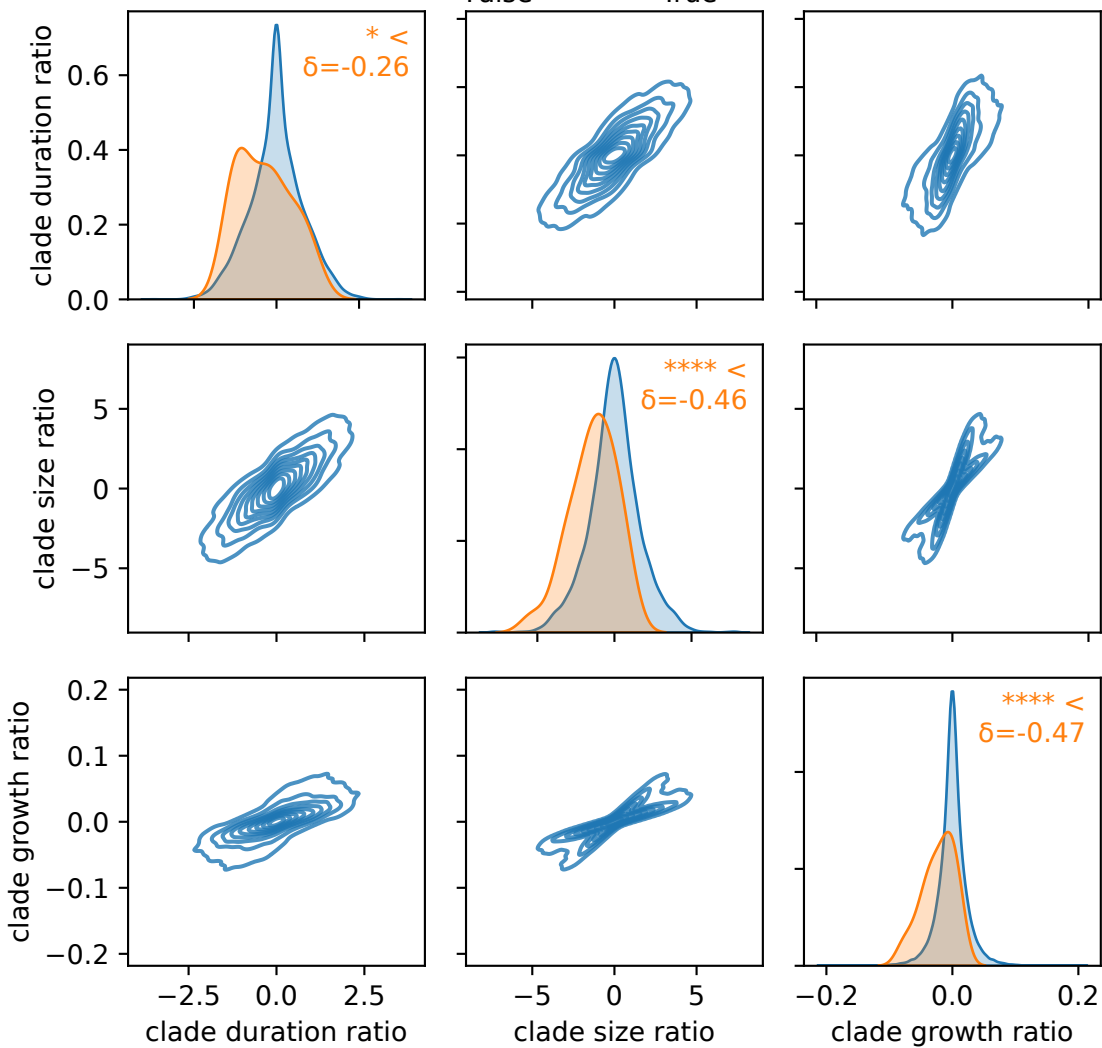 True
clade duration ratio
0.6
0.4
0.2
0.0
* <
δ=-0.26
clade size ratio
5
0
−5
**** <
δ=-0.46
clade growth ratio
0.2
0.1
0.0
−0.1
−0.2
**** <
δ=-0.47
−2.5 0.0 2.5
−5 0 5
−0.2 0.0 0.2
clade duration ratio
clade size ratio
clade growth ratio